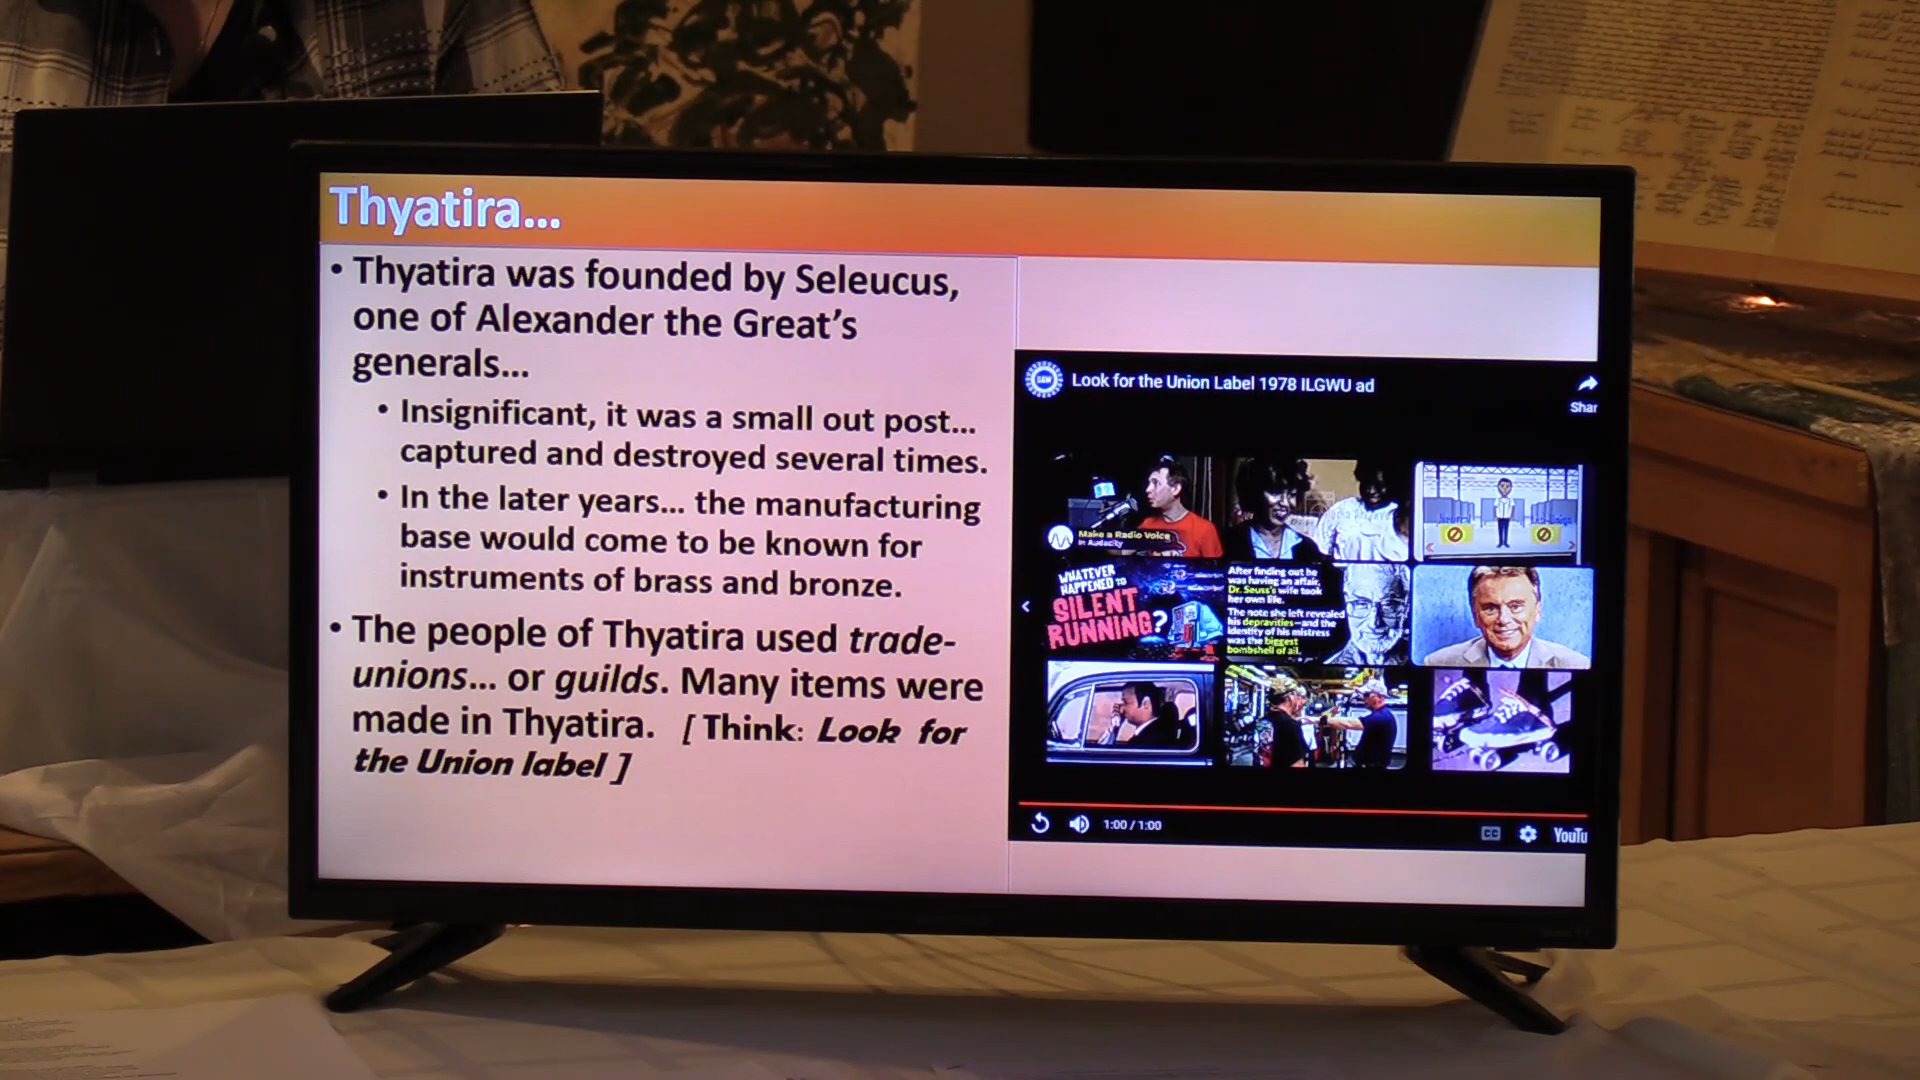 Thyatira...
• Thyatira was founded by Seleucus,
one of Alexander the Great's
generals...
• Insignificant, it was a small out post...
captured and destroyed several times.
• In the later years... the manufacturing
base would come to be known for
instruments of brass and bronze.
• The people of Thyatira used trade-
unions... or guilds. Many items were
made in Thyatira. [ Think: Look for
the Union label ]
Look for the Union Label 1978 ILGWU ad
Shar
Make a Radio Voice
in Audacity
WHATEVER
HAPPENED TO
SILENT
RUNNING?
After finding out he
was having an affair,
Dr. Seuss's wife took
her own life.
The note she left revealed
his depravities—and the
identity of his mistress
was the biggest
bombshell of all.
1:00 / 1:00
CC
YouTu